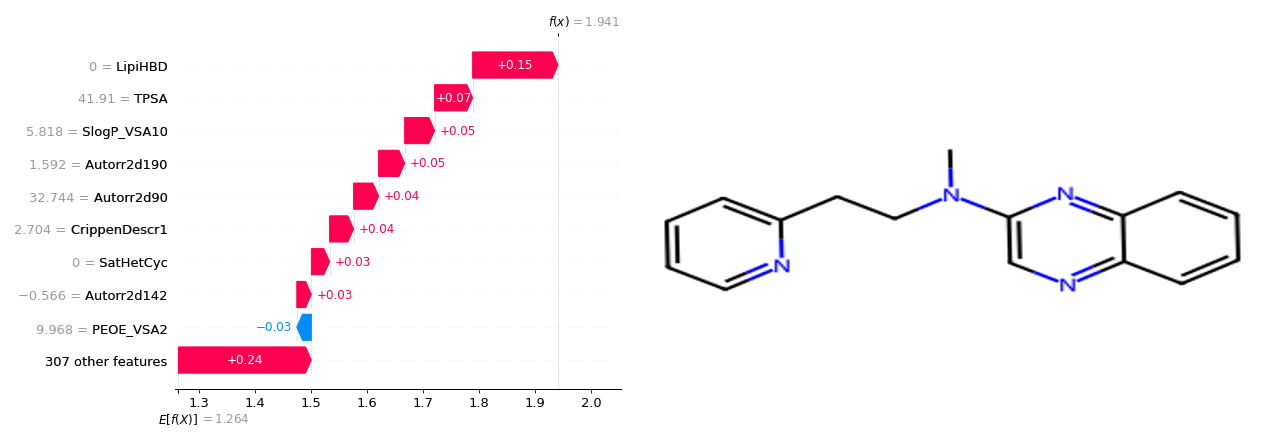 f(x) = 1.941
0 = LipiHBD
+0.15
41.91 = TPSA
+0.07
5.818 = SlogP_VSA10
+0.05
1.592 = Autorr2d190
+0.05
32.744 = Autorr2d90
+0.04
2.704 = CrippenDescr1
+0.04
0 = SatHetCyc
+0.03
−0.566 = Autorr2d142
+0.03
9.968 = PEOE_VSA2
−0.03
307 other features
+0.24
1.3 1.4 1.5 1.6 1.7 1.8 1.9 2.0
E[f(X)] = 1.264
N
N
N
N